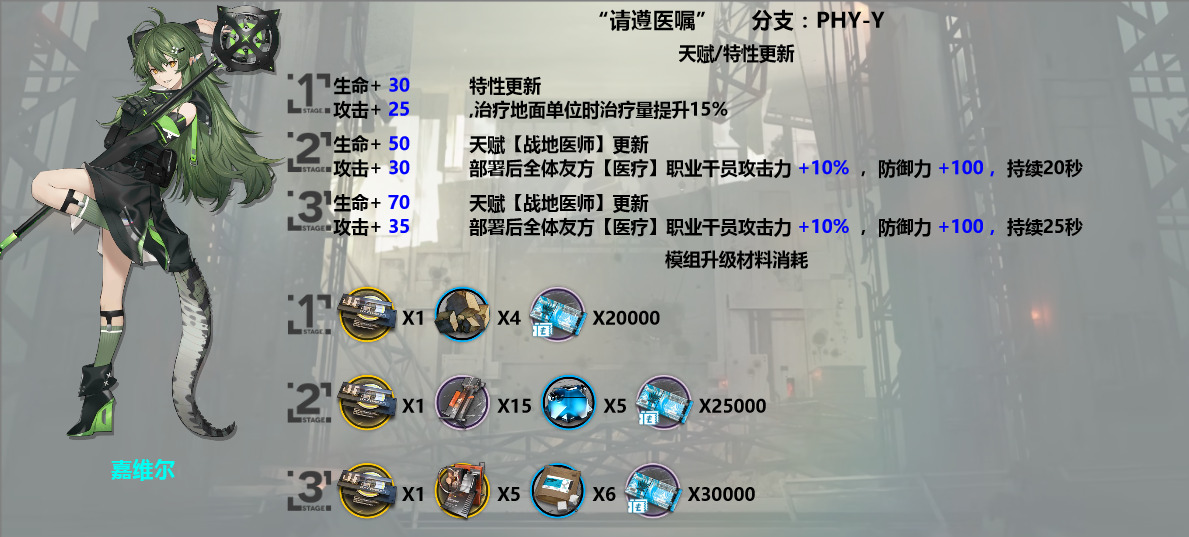 “请遵医嘱” 分支：PHY-Y
天赋/特性更新
1 STAGE. 生命+ 30 特性更新
攻击+ 25 ,治疗地面单位时治疗量提升15%
2 STAGE. 生命+ 50 天赋【战地医师】更新
攻击+ 30 部署后全体友方【医疗】职业干员攻击力 +10% ，防御力 +100 ，持续20秒
3 STAGE. 生命+ 70 天赋【战地医师】更新
攻击+ 35 部署后全体友方【医疗】职业干员攻击力 +10% ，防御力 +100 ，持续25秒
模组升级材料消耗
1 STAGE. X1 X4 X20000
2 STAGE. X1 X15 X5 X25000
嘉维尔
3 STAGE. X1 X5 X6 X30000